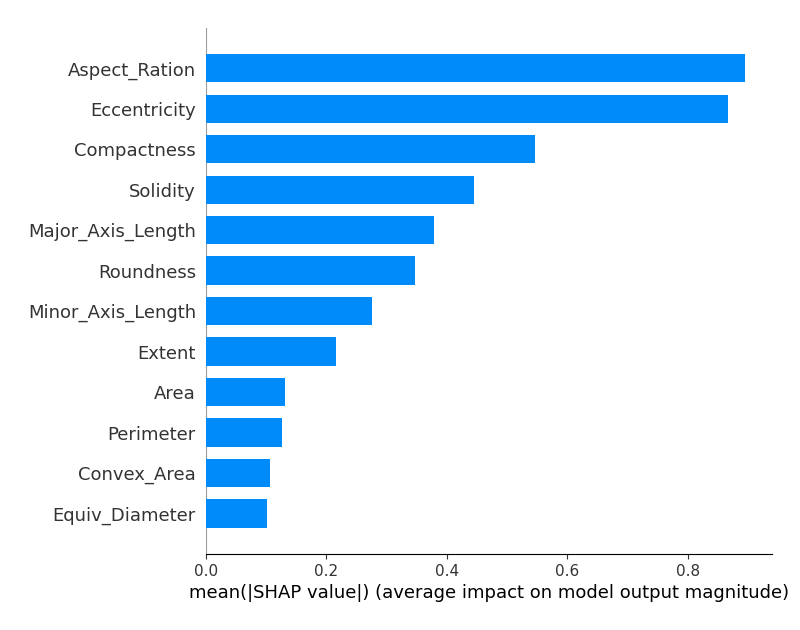 Aspect_Ration
Eccentricity
Compactness
Solidity
Major_Axis_Length
Roundness
Minor_Axis_Length
Extent
Area
Perimeter
Convex_Area
Equiv_Diameter
0.0 0.2 0.4 0.6 0.8
mean(|SHAP value|) (average impact on model output magnitude)